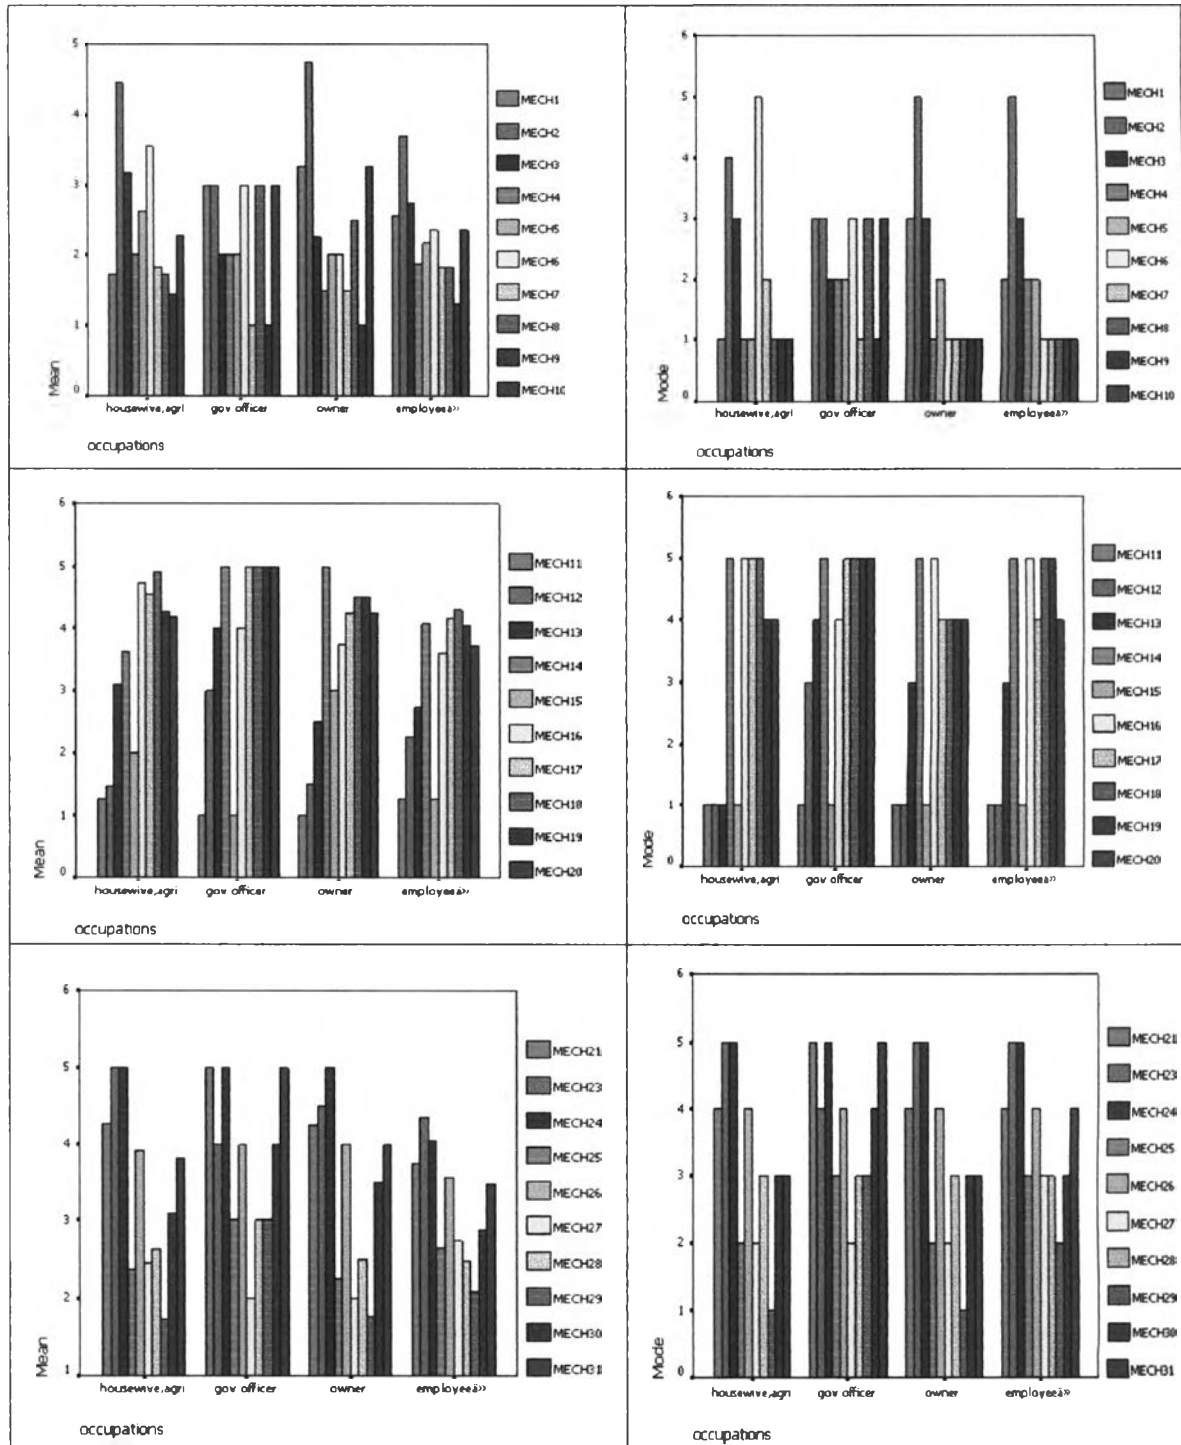 5
4
3
2
1
0
Mean
housewive,agri
gov officer
owner
employeeà»
occupations
MECH1
MECH2
MECH3
MECH4
MECH5
MECH6
MECH7
MECH8
MECH9
MECH10
6
5
4
3
2
1
0
Mode
housewive,agri
gov officer
owner
employeeà»
occupations
MECH1
MECH2
MECH3
MECH4
MECH5
MECH6
MECH7
MECH8
MECH9
MECH10
6
5
4
3
2
1
0
Mean
housewive,agri
gov officer
owner
employeeà»
occupations
MECH11
MECH12
MECH13
MECH14
MECH15
MECH16
MECH17
MECH18
MECH19
MECH20
6
5
4
3
2
1
0
Mode
housewive,agri
gov officer
owner
employeeà»
occupations
MECH11
MECH12
MECH13
MECH14
MECH15
MECH16
MECH17
MECH18
MECH19
MECH20
6
5
4
3
2
1
Mean
housewive,agri
gov officer
owner
employeeà»
occupations
MECH21
MECH23
MECH24
MECH25
MECH26
MECH27
MECH28
MECH29
MECH30
MECH31
6
5
4
3
2
1
0
Mode
housewive,agri
gov officer
owner
employeeà»
occupations
MECH21
MECH23
MECH24
MECH25
MECH26
MECH27
MECH28
MECH29
MECH30
MECH31